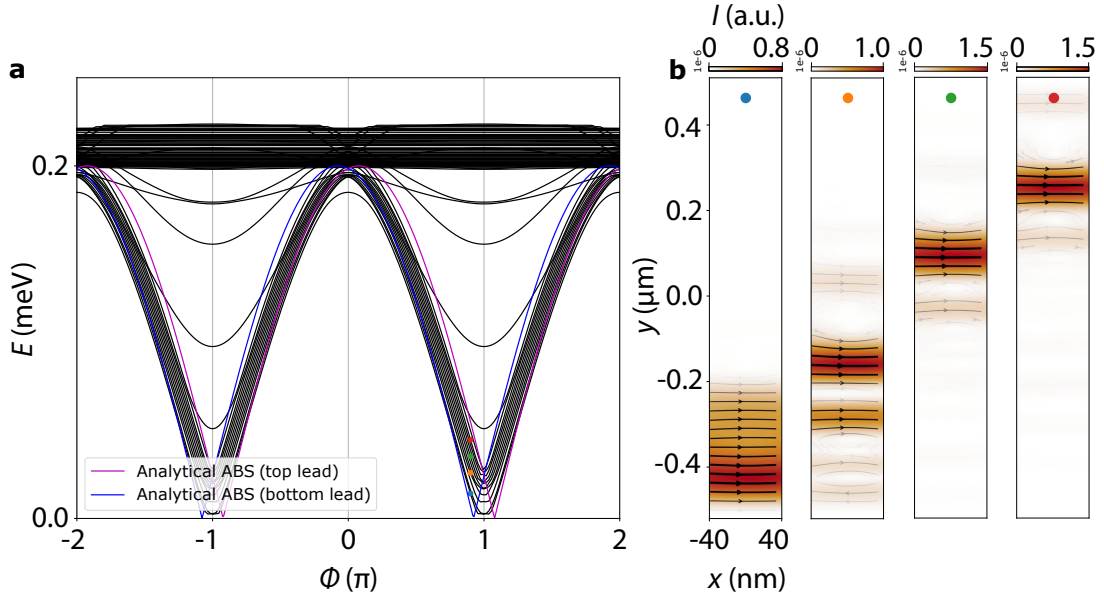 a
E (meV)
0.2
0.0
-2
-1
0
1
2
Φ (π)
Analytical ABS (top lead)
Analytical ABS (bottom lead)
b
I (a.u.)
0 0.8
1e-6
0 1.0
1e-6
0 1.5
1e-6
0 1.5
1e-6
y (μm)
0.4
0.2
0.0
-0.2
-0.4
-40 40
x (nm)